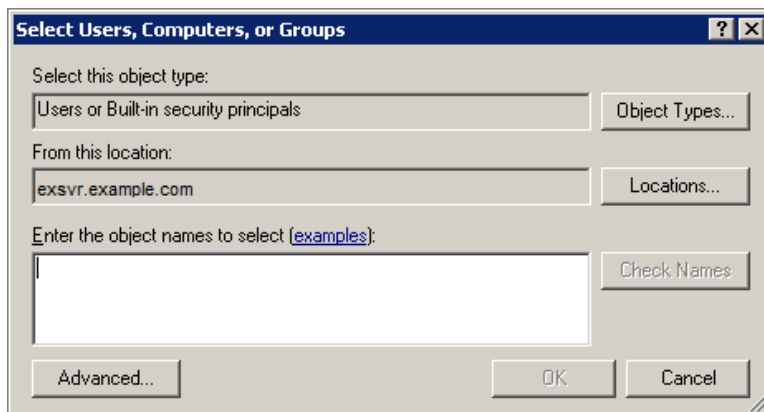 Select Users, Computers, or Groups
Select this object type:
Users or Built-in security principals
Object Types...
From this location:
exsvr.example.com
Locations...
Enter the object names to select (examples):
Check Names
Advanced...
OK
Cancel